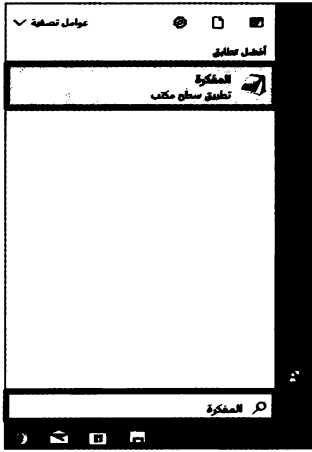 عوامل تصفية
أفضل تطابق
المفكرة
تطبيق سطح مكتب
المفكرة